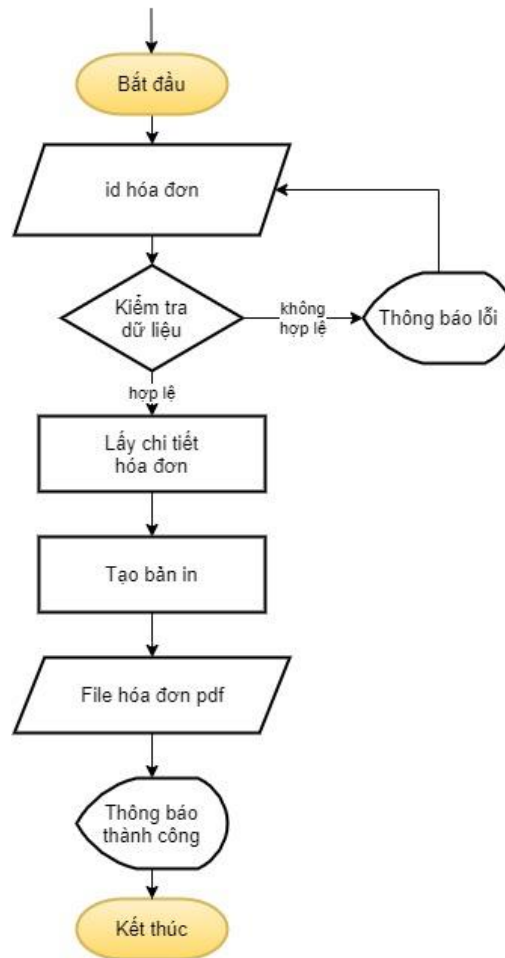 Bắt đầu
id hóa đơn
Kiểm tra
dữ liệu
không
hợp lệ
Thông báo lỗi
hợp lệ
Lấy chi tiết
hóa đơn
Tạo bản in
File hóa đơn pdf
Thông báo
thành công
Kết thúc